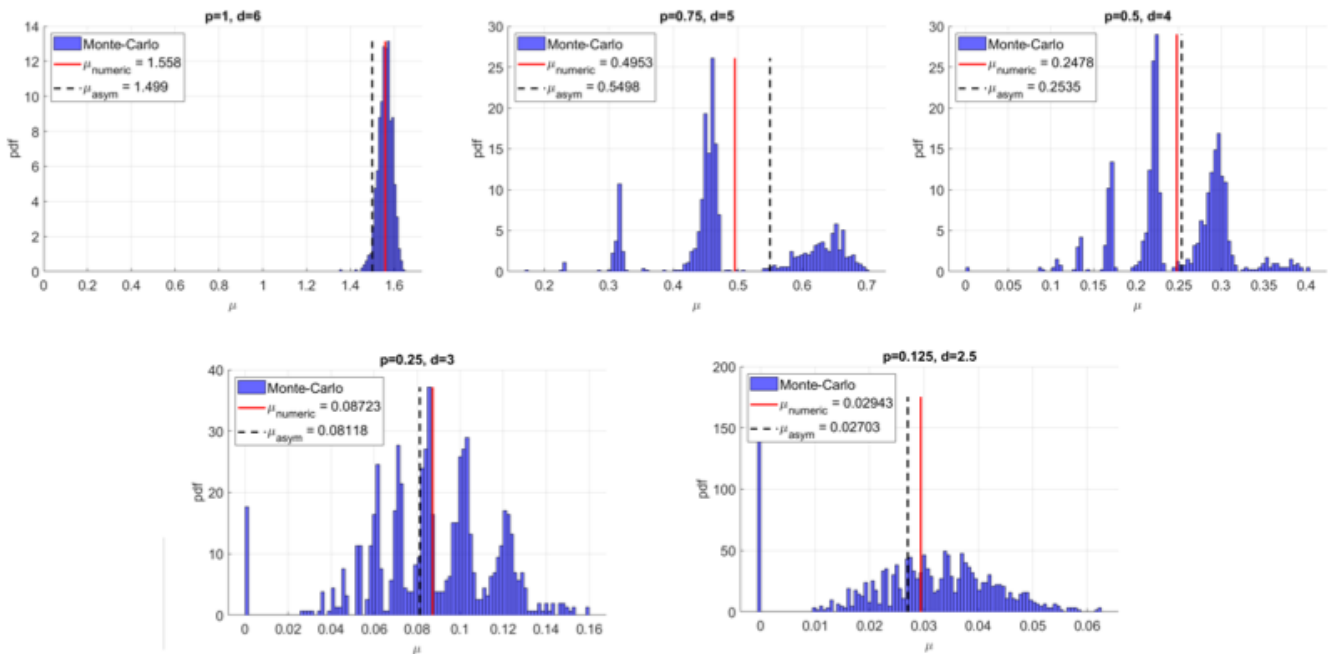 p=1, d=6
14
12
10
8
6
4
2
0
pdf
Monte-Carlo
μnumeric = 1.558
μasym = 1.499
0 0.2 0.4 0.6 0.8 1 1.2 1.4 1.6
μ
p=0.75, d=5
30
25
20
15
10
5
0
pdf
Monte-Carlo
μnumeric = 0.4953
μasym = 0.5498
0.2 0.3 0.4 0.5 0.6 0.7
μ
p=0.5, d=4
30
25
20
15
10
5
0
pdf
Monte-Carlo
μnumeric = 0.2478
μasym = 0.2535
0 0.05 0.1 0.15 0.2 0.25 0.3 0.35 0.4
μ
p=0.25, d=3
40
30
20
10
0
pdf
Monte-Carlo
μnumeric = 0.08723
μasym = 0.08118
0 0.02 0.04 0.06 0.08 0.1 0.12 0.14 0.16
μ
p=0.125, d=2.5
200
150
100
50
0
pdf
Monte-Carlo
μnumeric = 0.02943
μasym = 0.02703
0 0.01 0.02 0.03 0.04 0.05 0.06
μ